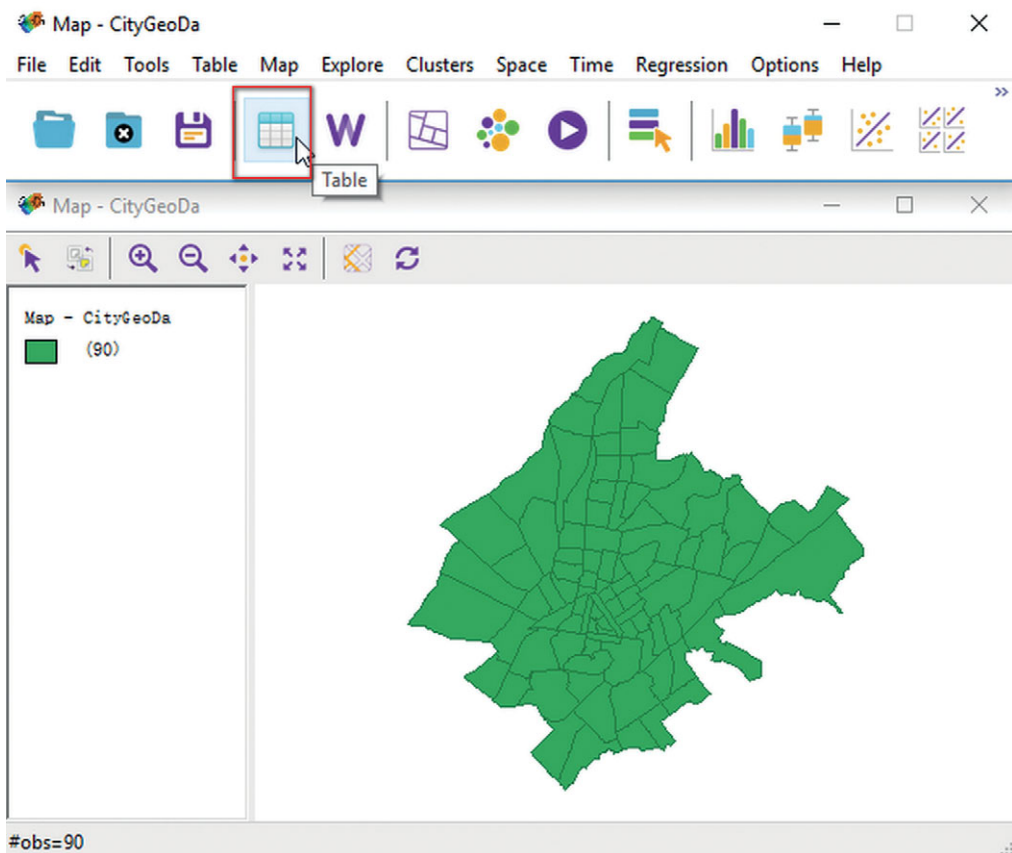 Map - CityGeoDa
File Edit Tools Table Map Explore Clusters Space Time Regression Options Help
W
»
Table
Map - CityGeoDa
Map - CityGeoDa
(90)
#obs=90